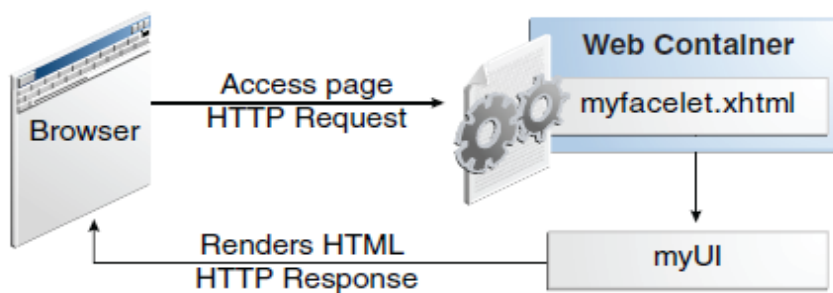 Web Container
Access page
HTTP Request
myfacelet.xhtml
Browser
Renders HTML
HTTP Response
myUI